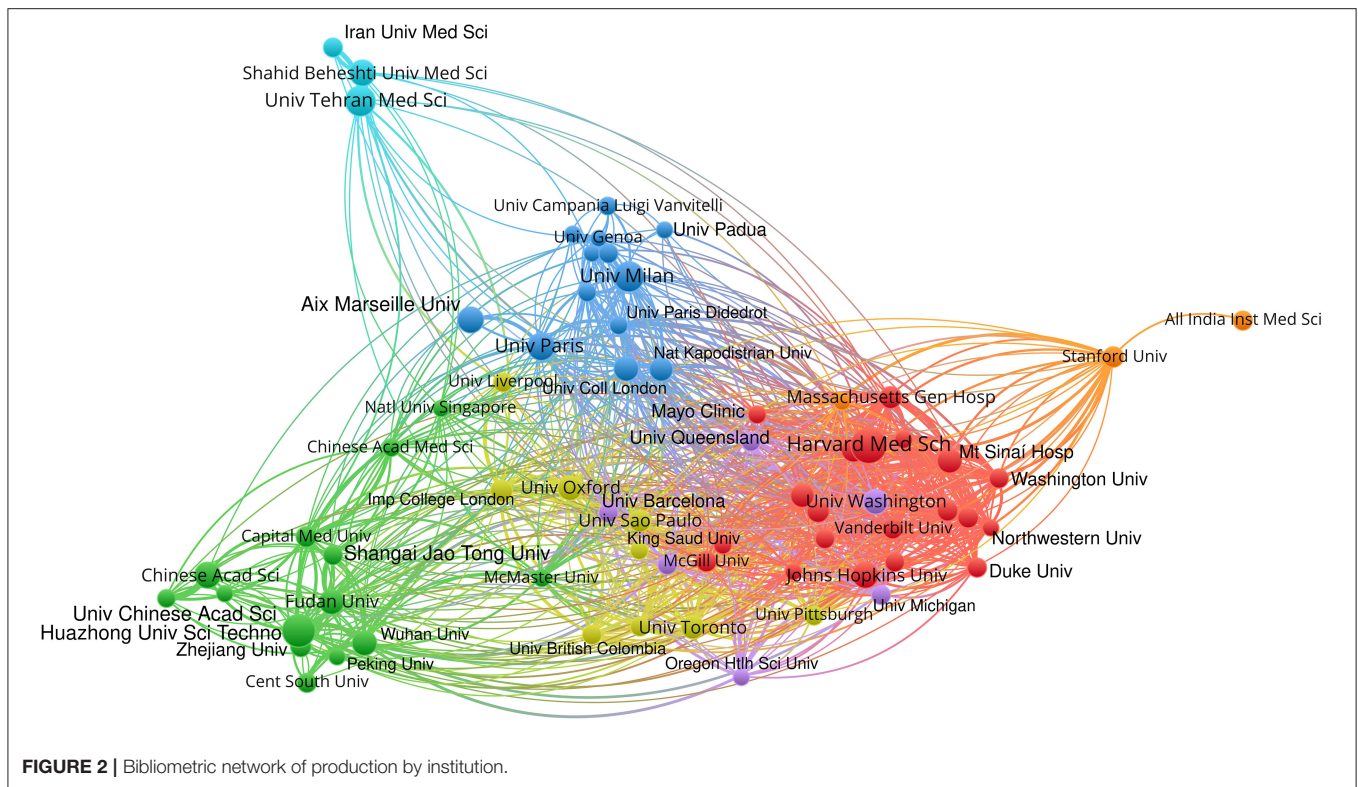 Iran Univ Med Sci
Shahid Beheshti Univ Med Sci
Univ Tehran Med Sci
Univ Campania Luigi Vanvitelli
Univ Genoa
Univ Padua
Univ Milan
Aix Marseille Univ
Univ Paris Didedrot
All India Inst Med Sci
Univ Paris
Nat Kapodistrian Univ
Stanford Univ
Univ Liverpool
Univ Coll London
Natl Univ Singapore
Massachusetts Gen Hosp
Mayo Clinic
Univ Queensland
Chinese Acad Med Sci
Harvard Med Sch
Mt Sinaí Hosp
Washington Univ
Imp College London
Univ Oxford
Univ Barcelona
Univ Washington
Univ Sao Paulo
Vanderbilt Univ
Capital Med Univ
King Saud Univ
Northwestern Univ
Shangai Jao Tong Univ
McGill Univ
Duke Univ
Chinese Acad Sci
McMaster Univ
Johns Hopkins Univ
Fudan Univ
Univ Michigan
Univ Chinese Acad Sci
Univ Pittsburgh
Huazhong Univ Sci Techno
Wuhan Univ
Univ Toronto
Zhejiang Univ
Univ British Colombia
Peking Univ
Oregon Htlh Sci Univ
Cent South Univ
FIGURE 2 | Bibliometric network of production by institution.